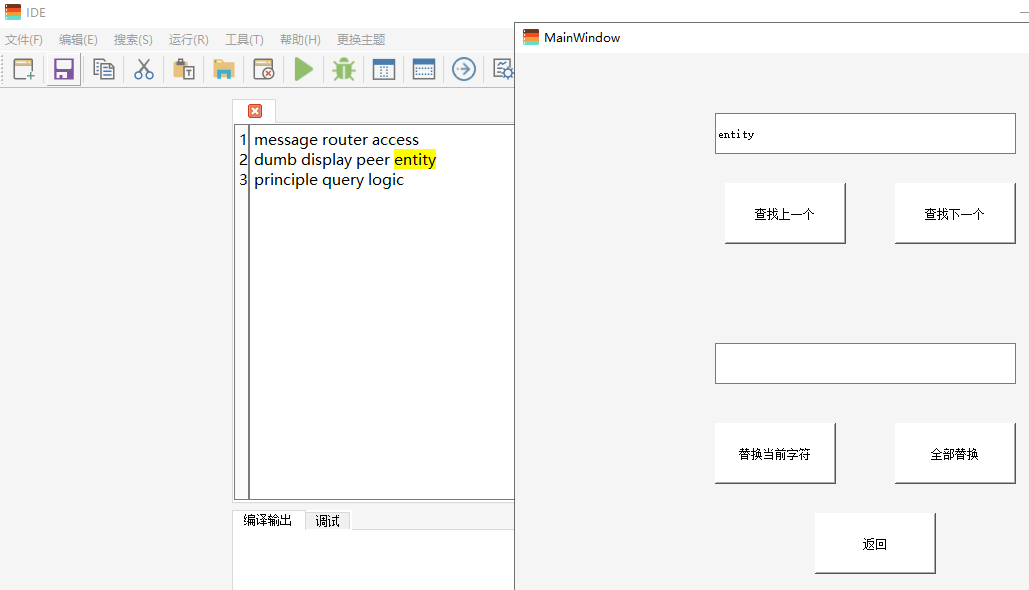 IDE
文件(F) 编辑(E) 搜索(S) 运行(R) 工具(T) 帮助(H) 更换主题
1 message router access
2 dumb display peer entity
3 principle query logic
编译输出 调试
MainWindow
entity
查找上一个 查找下一个
替换当前字符 全部替换
返回